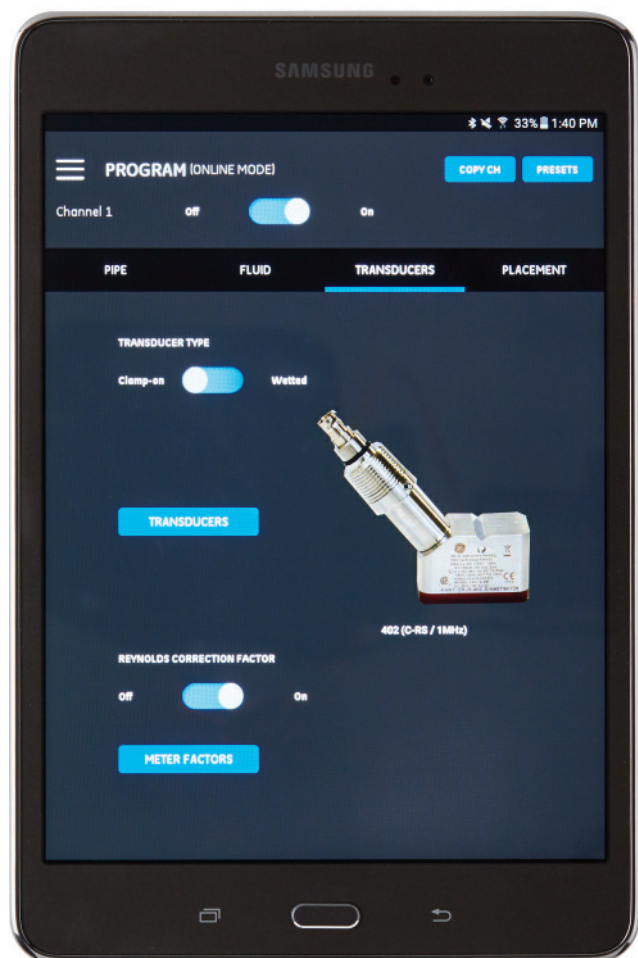 SAMSUNG
33% 1:40 PM
PROGRAM (ONLINE MODE)
COPY CH
PRESETS
Channel 1 Off On
PIPE FLUID TRANSDUCERS PLACEMENT
TRANSDUCER TYPE
Clamp-on Wetted
TRANSDUCERS
402 (C-RS / 1MHz)
REYNOLDS CORRECTION FACTOR
Off On
METER FACTORS